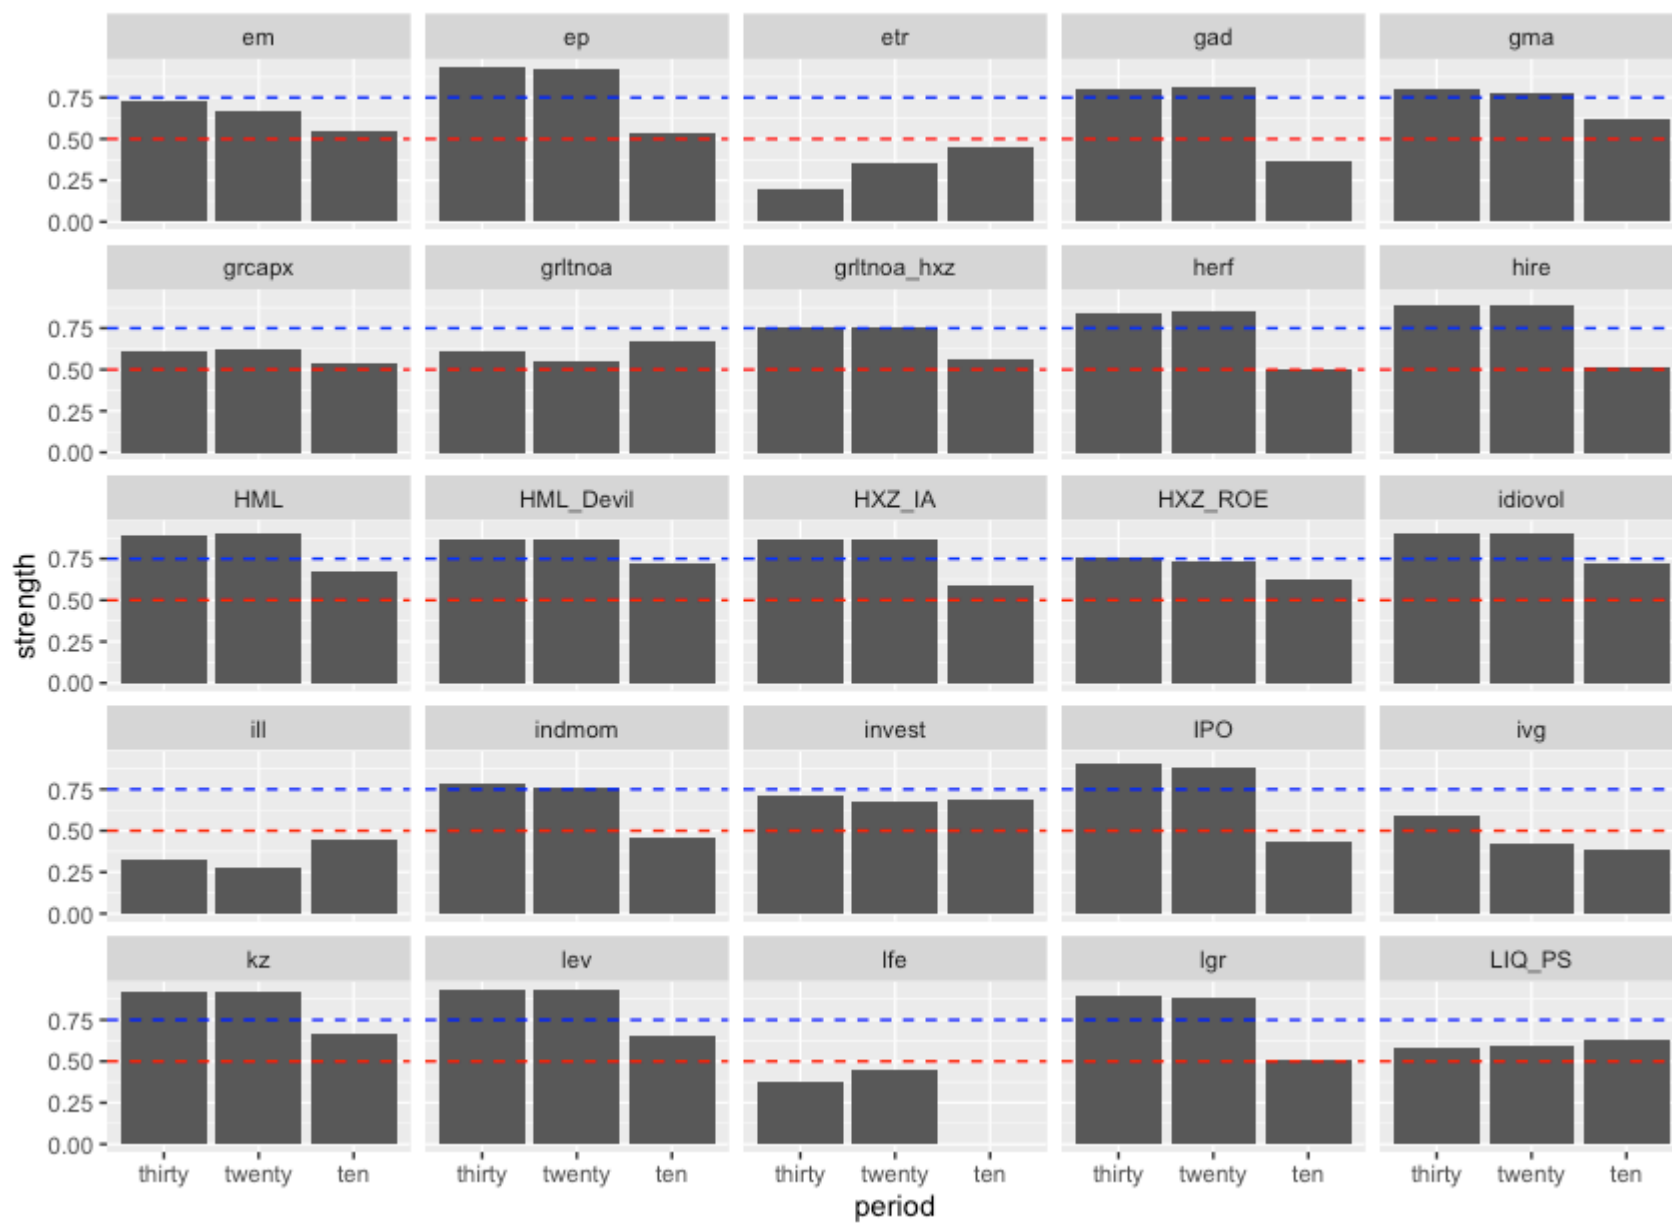 em ep etr gad gma
0.75
0.50
0.25
0.00
grcapx grltnoa grltnoa_hxz herf hire
0.75
0.50
0.25
0.00
HML HML_Devil HXZ_IA HXZ_ROE idiovol
0.75
0.50
0.25
0.00
strength
ill indmom invest IPO ivg
0.75
0.50
0.25
0.00
kz lev lfe lgr LIQ_PS
0.75
0.50
0.25
0.00
thirty twenty ten thirty twenty ten thirty twenty ten thirty twenty ten thirty twenty ten
period